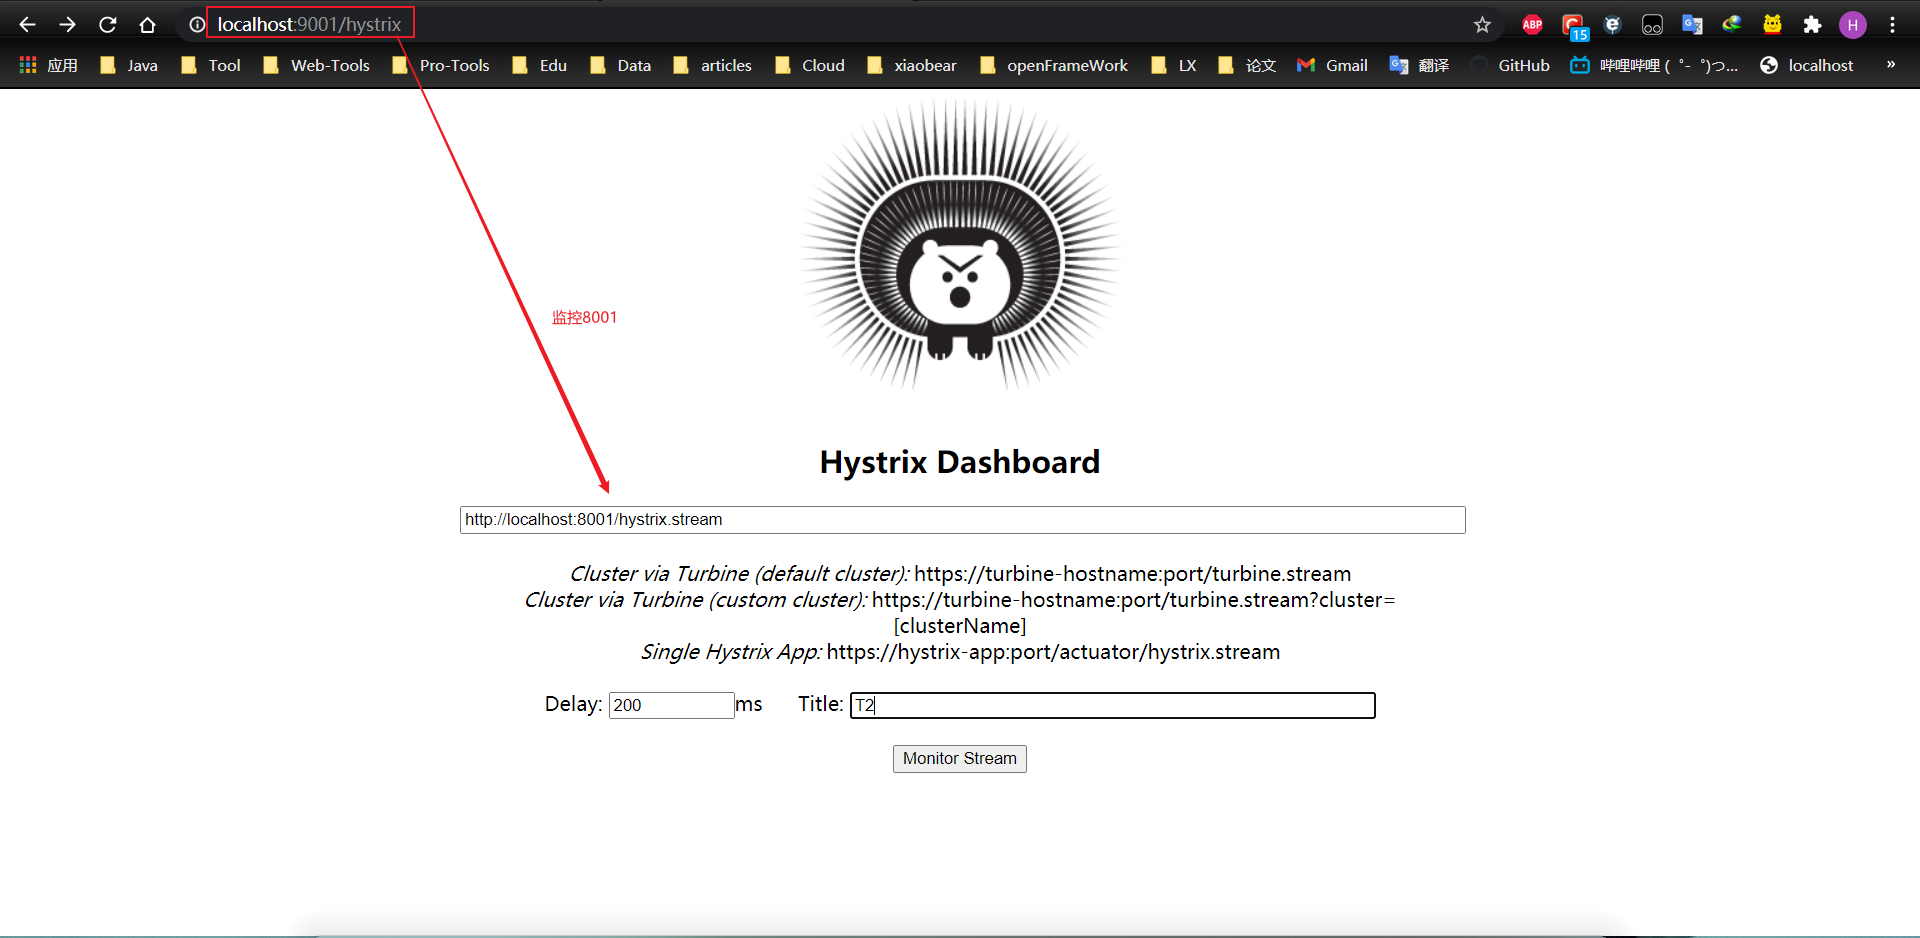 localhost:9001/hystrix
ABP
15
H
应用 Java Tool Web-Tools Pro-Tools Edu Data articles Cloud xiaobear openFrameWork LX 论文 Gmail 翻译 GitHub 哔哩哔哩 ( ゜- ゜)つ... localhost »
监控8001
Hystrix Dashboard
http://localhost:8001/hystrix.stream
Cluster via Turbine (default cluster): https://turbine-hostname:port/turbine.stream
Cluster via Turbine (custom cluster): https://turbine-hostname:port/turbine.stream?cluster=
[clusterName]
Single Hystrix App: https://hystrix-app:port/actuator/hystrix.stream
Delay: 200 ms Title: T2
Monitor Stream